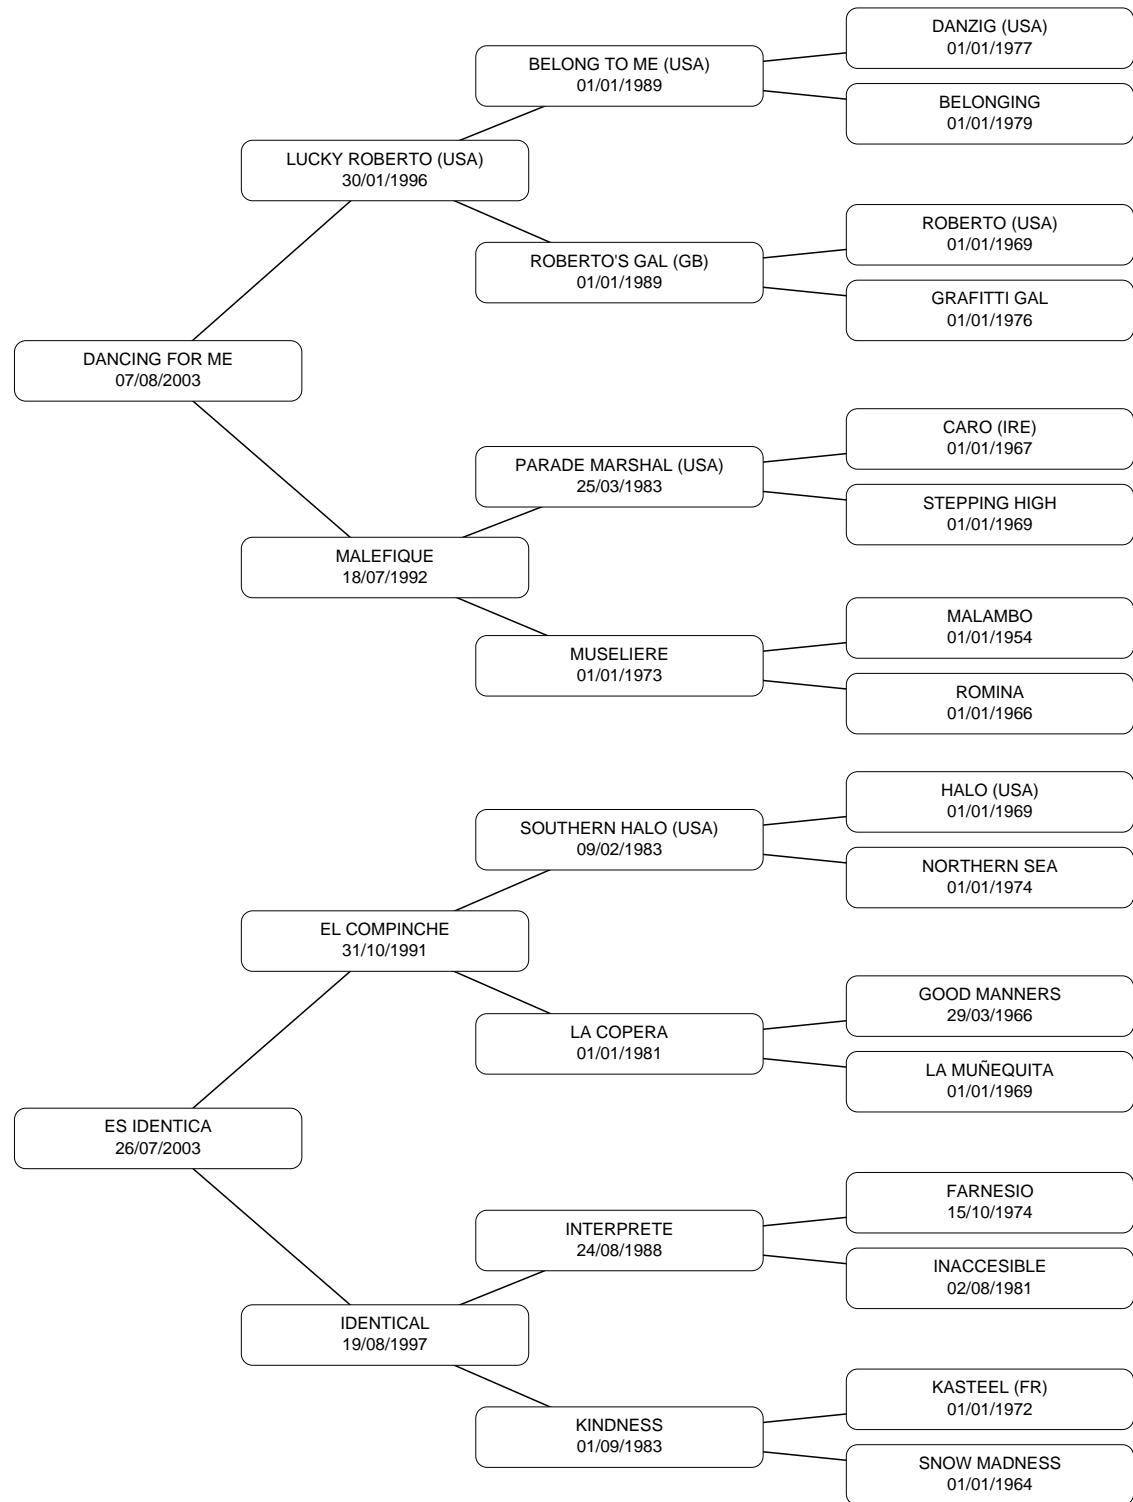 DANZIG (USA)
01/01/1977
BELONG TO ME (USA)
01/01/1989
BELONGING
01/01/1979
LUCKY ROBERTO (USA)
30/01/1996
ROBERTO (USA)
01/01/1969
ROBERTO'S GAL (GB)
01/01/1989
GRAFITTI GAL
01/01/1976
DANCING FOR ME
07/08/2003
CARO (IRE)
01/01/1967
PARADE MARSHAL (USA)
25/03/1983
STEPPING HIGH
01/01/1969
MALEFIQUE
18/07/1992
MALAMBO
01/01/1954
MUSELIERE
01/01/1973
ROMINA
01/01/1966
HALO (USA)
01/01/1969
SOUTHERN HALO (USA)
09/02/1983
NORTHERN SEA
01/01/1974
EL COMPINCHE
31/10/1991
GOOD MANNERS
29/03/1966
LA COPERA
01/01/1981
LA MUÑEQUITA
01/01/1969
ES IDENTICA
26/07/2003
FARNESIO
15/10/1974
INTERPRETE
24/08/1988
INACCESIBLE
02/08/1981
IDENTICAL
19/08/1997
KASTEEL (FR)
01/01/1972
KINDNESS
01/09/1983
SNOW MADNESS
01/01/1964